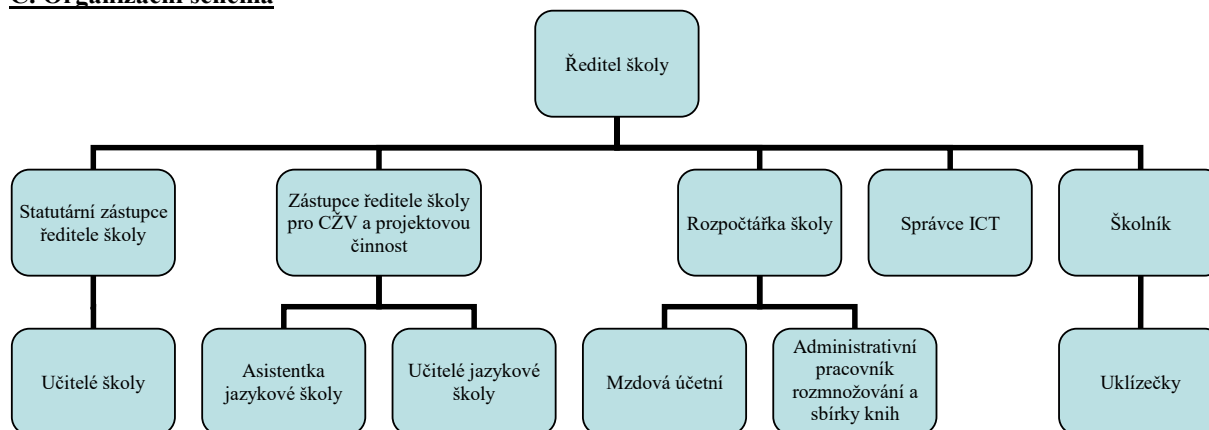 C. Organizační schéma
Ředitel školy
Statutární zástupce
ředitele školy
Zástupce ředitele školy
pro CŽV a projektovou
činnost
Rozpočtářka školy
Správce ICT
Školník
Učitelé školy
Asistentka
jazykové školy
Učitelé jazykové
školy
Mzdová účetní
Administrativní
pracovník
rozmnožování a
sbírky knih
Uklízečky